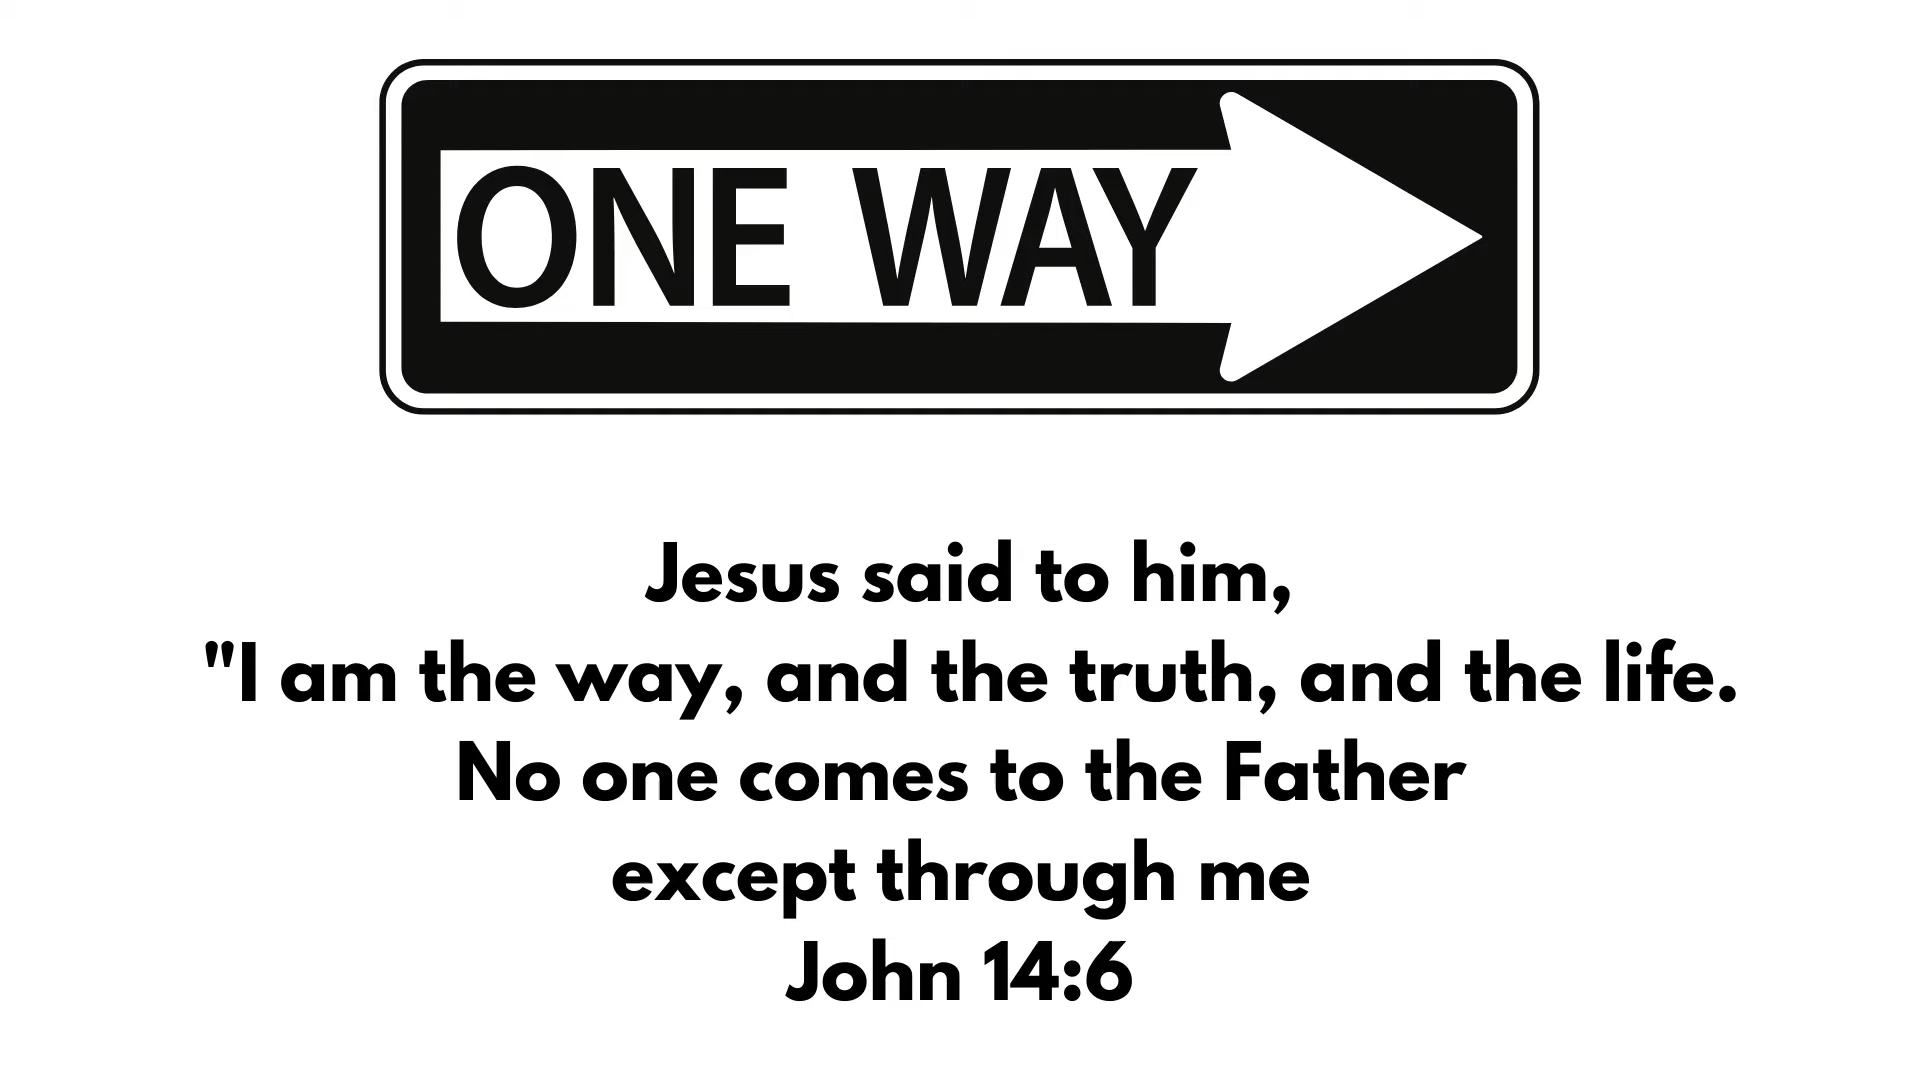 ONE WAY
Jesus said to him,
"I am the way, and the truth, and the life.
No one comes to the Father
except through me
John 14:6